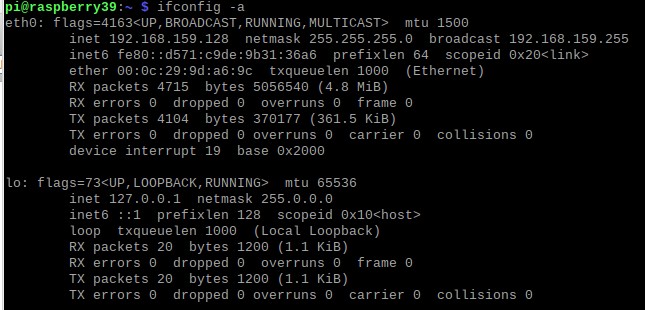 pi@raspberry39:~ $ ifconfig -a
eth0: flags=4163<UP,BROADCAST,RUNNING,MULTICAST>  mtu 1500
        inet 192.168.159.128  netmask 255.255.255.0  broadcast 192.168.159.255
        inet6 fe80::d571:c9de:9b31:36a6  prefixlen 64  scopeid 0x20<link>
        ether 00:0c:29:9d:a6:9c  txqueuelen 1000  (Ethernet)
        RX packets 4715  bytes 5056540 (4.8 MiB)
        RX errors 0  dropped 0  overruns 0  frame 0
        TX packets 4104  bytes 370177 (361.5 KiB)
        TX errors 0  dropped 0 overruns 0  carrier 0  collisions 0
        device interrupt 19  base 0x2000
lo: flags=73<UP,LOOPBACK,RUNNING>  mtu 65536
        inet 127.0.0.1  netmask 255.0.0.0
        inet6 ::1  prefixlen 128  scopeid 0x10<host>
        loop  txqueuelen 1000  (Local Loopback)
        RX packets 20  bytes 1200 (1.1 KiB)
        RX errors 0  dropped 0  overruns 0  frame 0
        TX packets 20  bytes 1200 (1.1 KiB)
        TX errors 0  dropped 0 overruns 0  carrier 0  collisions 0